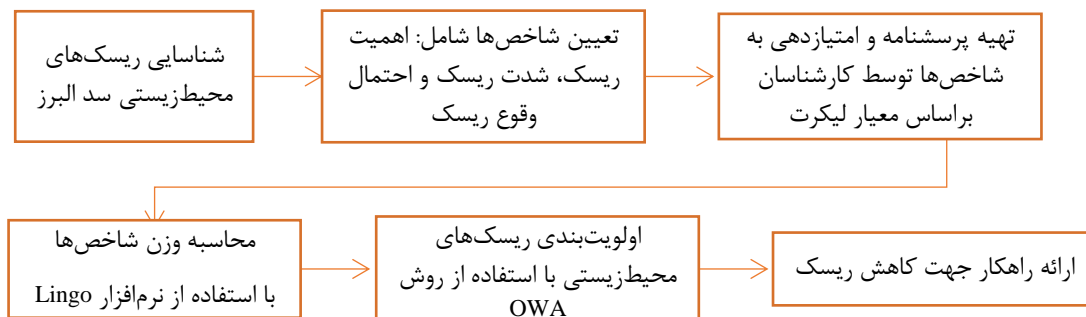 شناسایی ریسک‌های
محیط‌زیستی سد البرز
تعیین شاخص‌ها شامل: اهمیت
ریسک، شدت ریسک و احتمال
وقوع ریسک
تهیه پرسشنامه و امتیازدهی به
شاخص‌ها توسط کارشناسان
براساس معیار لیکرت
محاسبه وزن شاخص‌ها
با استفاده از نرم‌افزار Lingo
اولویت‌بندی ریسک‌های
محیط‌زیستی با استفاده از روش
OWA
ارائه راهکار جهت کاهش ریسک